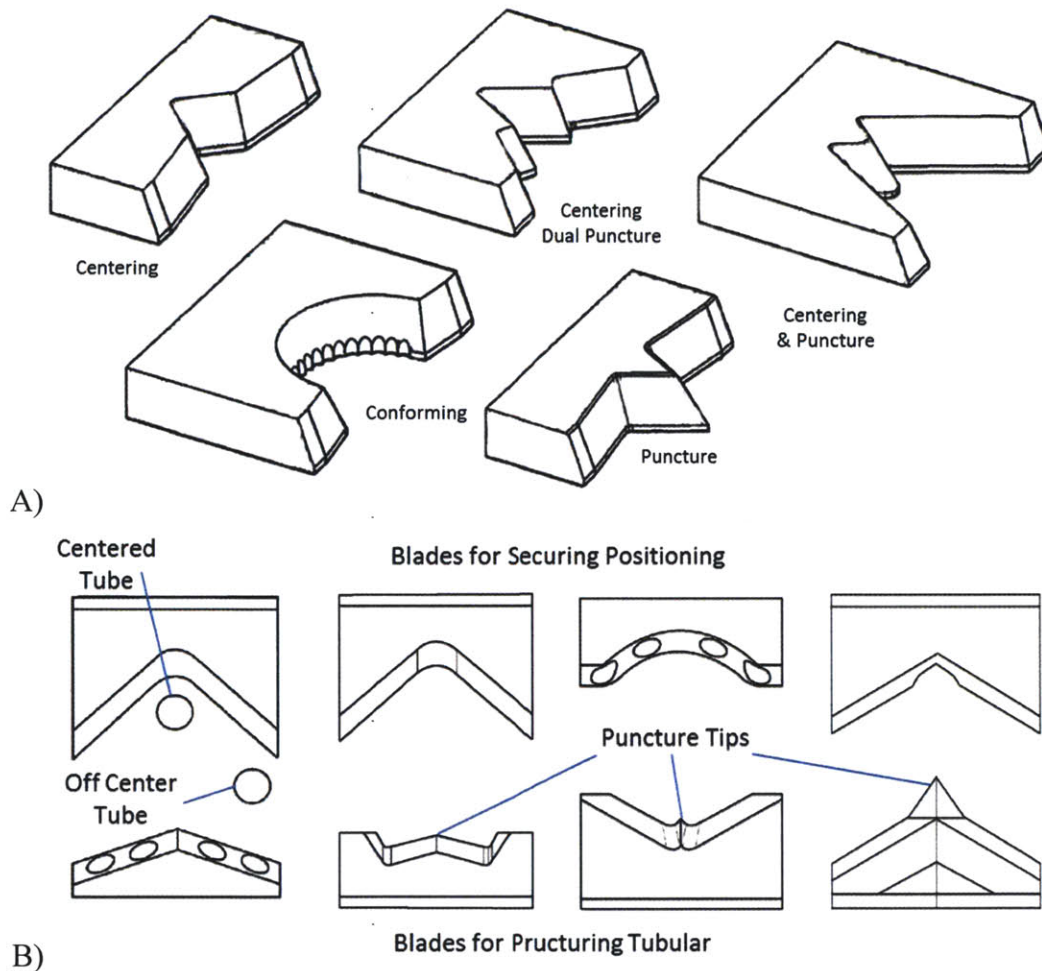 Centering
Centering
Dual Puncture
Centering
& Puncture
Conforming
Puncture
A)
Centered
Tube
Blades for Securing Positioning
Puncture Tips
Off Center
Tube
B)
Blades for Pructuring Tubular